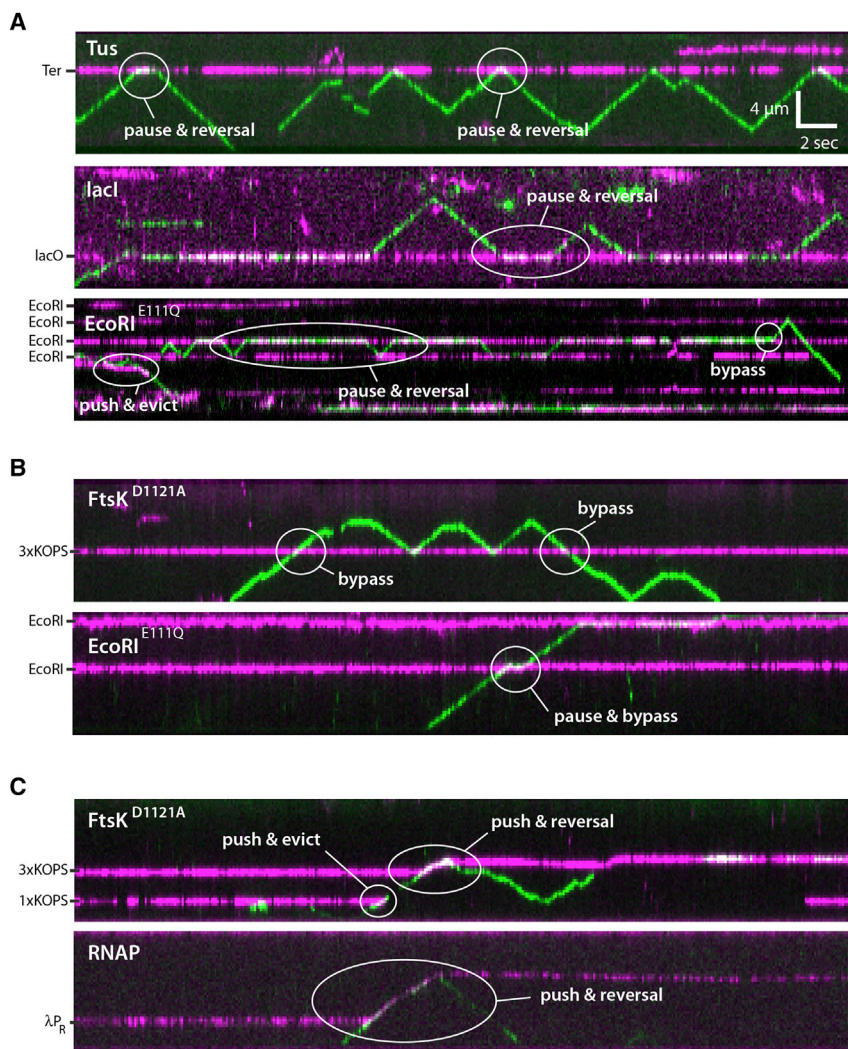 A
Tus
Ter
pause & reversal
pause & reversal
4 µm
2 sec
lacI
pause & reversal
lacO
EcoRI
EcoRI
EcoRI E111Q
EcoRI
EcoRI
push & evict
pause & reversal
bypass
B
FtsK D1121A
bypass
3xKOPS
bypass
EcoRI
EcoRI E111Q
EcoRI
pause & bypass
C
FtsK D1121A
push & reversal
push & evict
3xKOPS
1xKOPS
RNAP
push & reversal
λPR